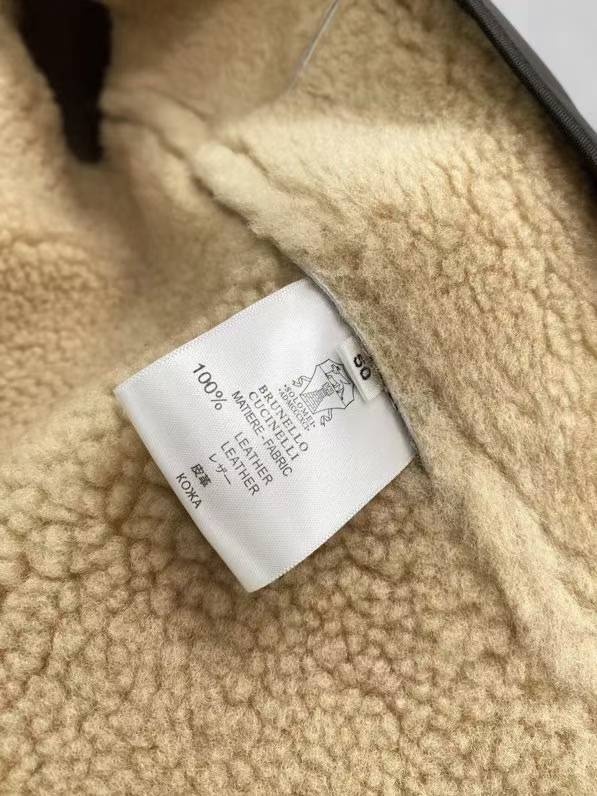 50
BRUNELLO
CUCINELLI
MATIERE-FABRIC
100%
LEATHER
LEATHER
レザー
皮革
КОЖА